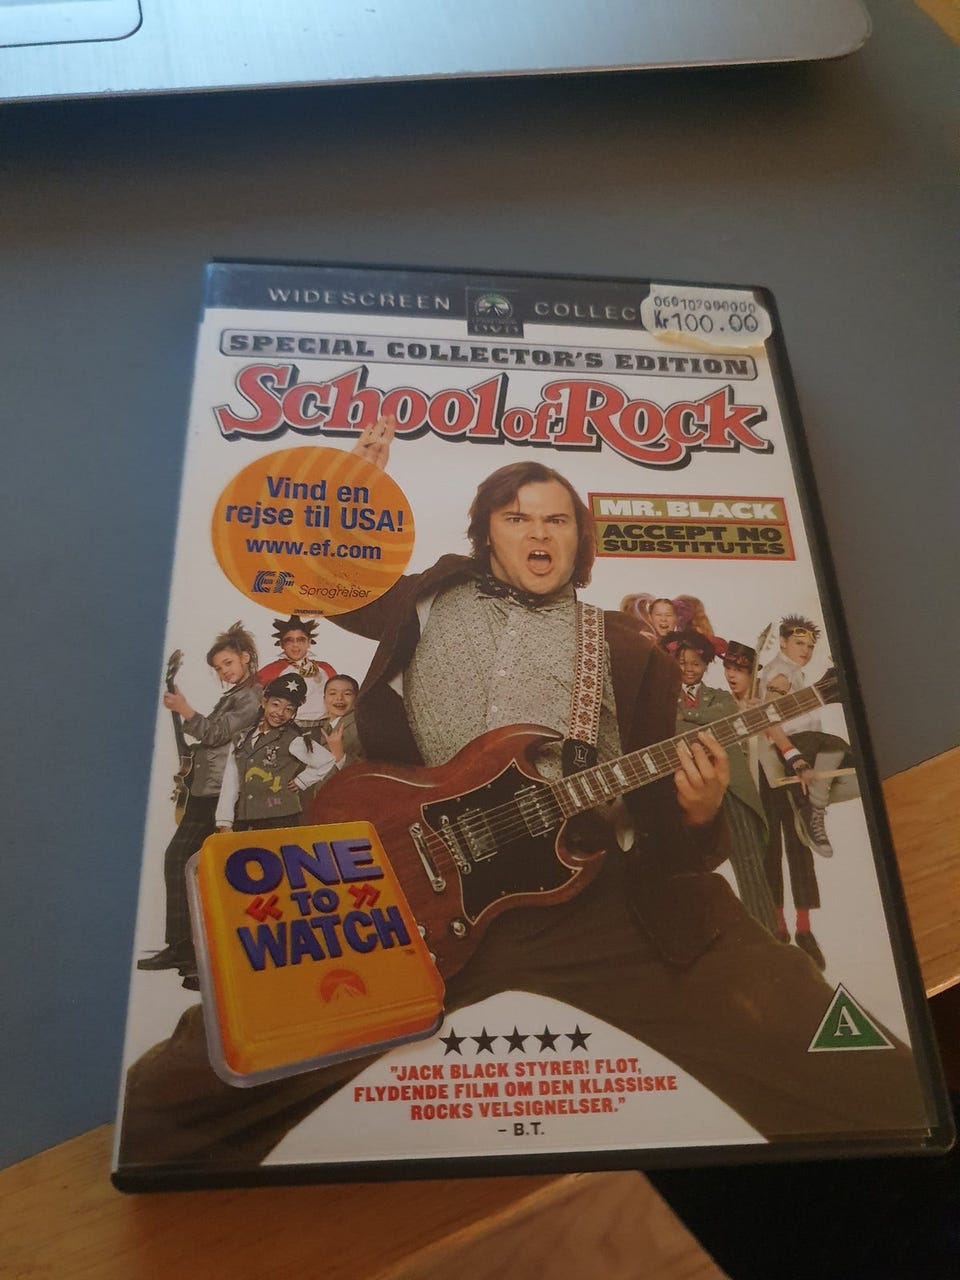 WIDESCREEN
DVD
COLLEC
Kr100.00
SPECIAL COLLECTOR'S EDITION
School of Rock
Vind en
rejse til USA!
www.ef.com
EF Sprogrejser
MR. BLACK
ACCEPT NO
SUBSTITUTES
ONE
TO
WATCH
A
"JACK BLACK STYRER! FLOT,
FLYDENDE FILM OM DEN KLASSISKE
ROCKS VELSIGNELSER."
– B.T.